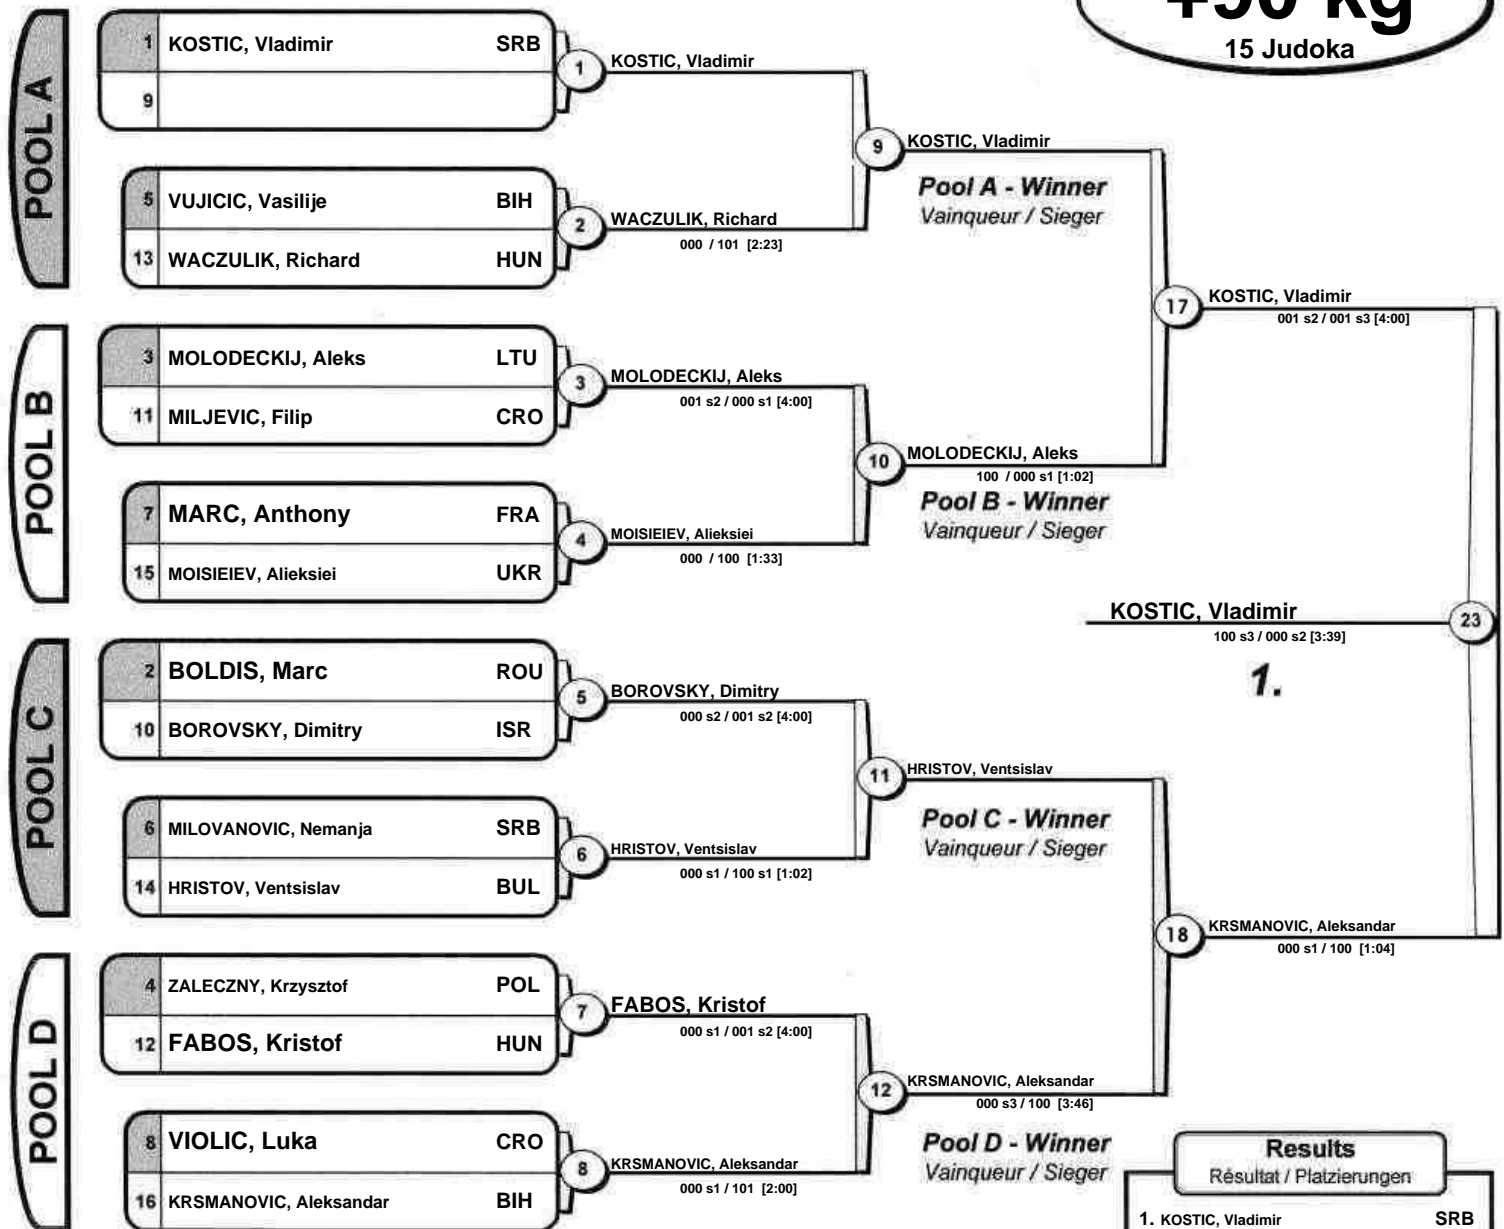 +90 kg
15 Judoka
POOL A
1 KOSTIC, Vladimir SRB
9
5 VUJICIC, Vasilije BIH
13 WACZULIK, Richard HUN
POOL B
3 MOLODECKIJ, Aleks LTU
11 MILJEVIC, Filip CRO
7 MARC, Anthony FRA
15 MOISIEIEV, Alieksiei UKR
POOL C
2 BOLDIS, Marc ROU
10 BOROVSKY, Dimitry ISR
6 MILOVANOVIC, Nemanja SRB
14 HRISTOV, Ventsislav BUL
POOL D
4 ZALECZNY, Krzysztof POL
12 FABOS, Kristof HUN
8 VIOLIC, Luka CRO
16 KRSMANOVIC, Aleksandar BIH
1 KOSTIC, Vladimir
2 WACZULIK, Richard
000 / 101 [2:23]
3 MOLODECKIJ, Aleks
001 s2 / 000 s1 [4:00]
4 MOISIEIEV, Alieksiei
000 / 100 [1:33]
5 BOROVSKY, Dimitry
000 s2 / 001 s2 [4:00]
6 HRISTOV, Ventsislav
000 s1 / 100 s1 [1:02]
7 FABOS, Kristof
000 s1 / 001 s2 [4:00]
8 KRSMANOVIC, Aleksandar
000 s1 / 101 [2:00]
9 KOSTIC, Vladimir
Pool A - Winner
Vainqueur / Sieger
10 MOLODECKIJ, Aleks
100 / 000 s1 [1:02]
Pool B - Winner
Vainqueur / Sieger
11 HRISTOV, Ventsislav
Pool C - Winner
Vainqueur / Sieger
12 KRSMANOVIC, Aleksandar
000 s3 / 100 [3:46]
Pool D - Winner
Vainqueur / Sieger
17 KOSTIC, Vladimir
001 s2 / 001 s3 [4:00]
18 KRSMANOVIC, Aleksandar
000 s1 / 100 [1:04]
KOSTIC, Vladimir 23
100 s3 / 000 s2 [3:39]
1.
Results
Résultat / Platzierungen
1. KOSTIC, Vladimir SRB